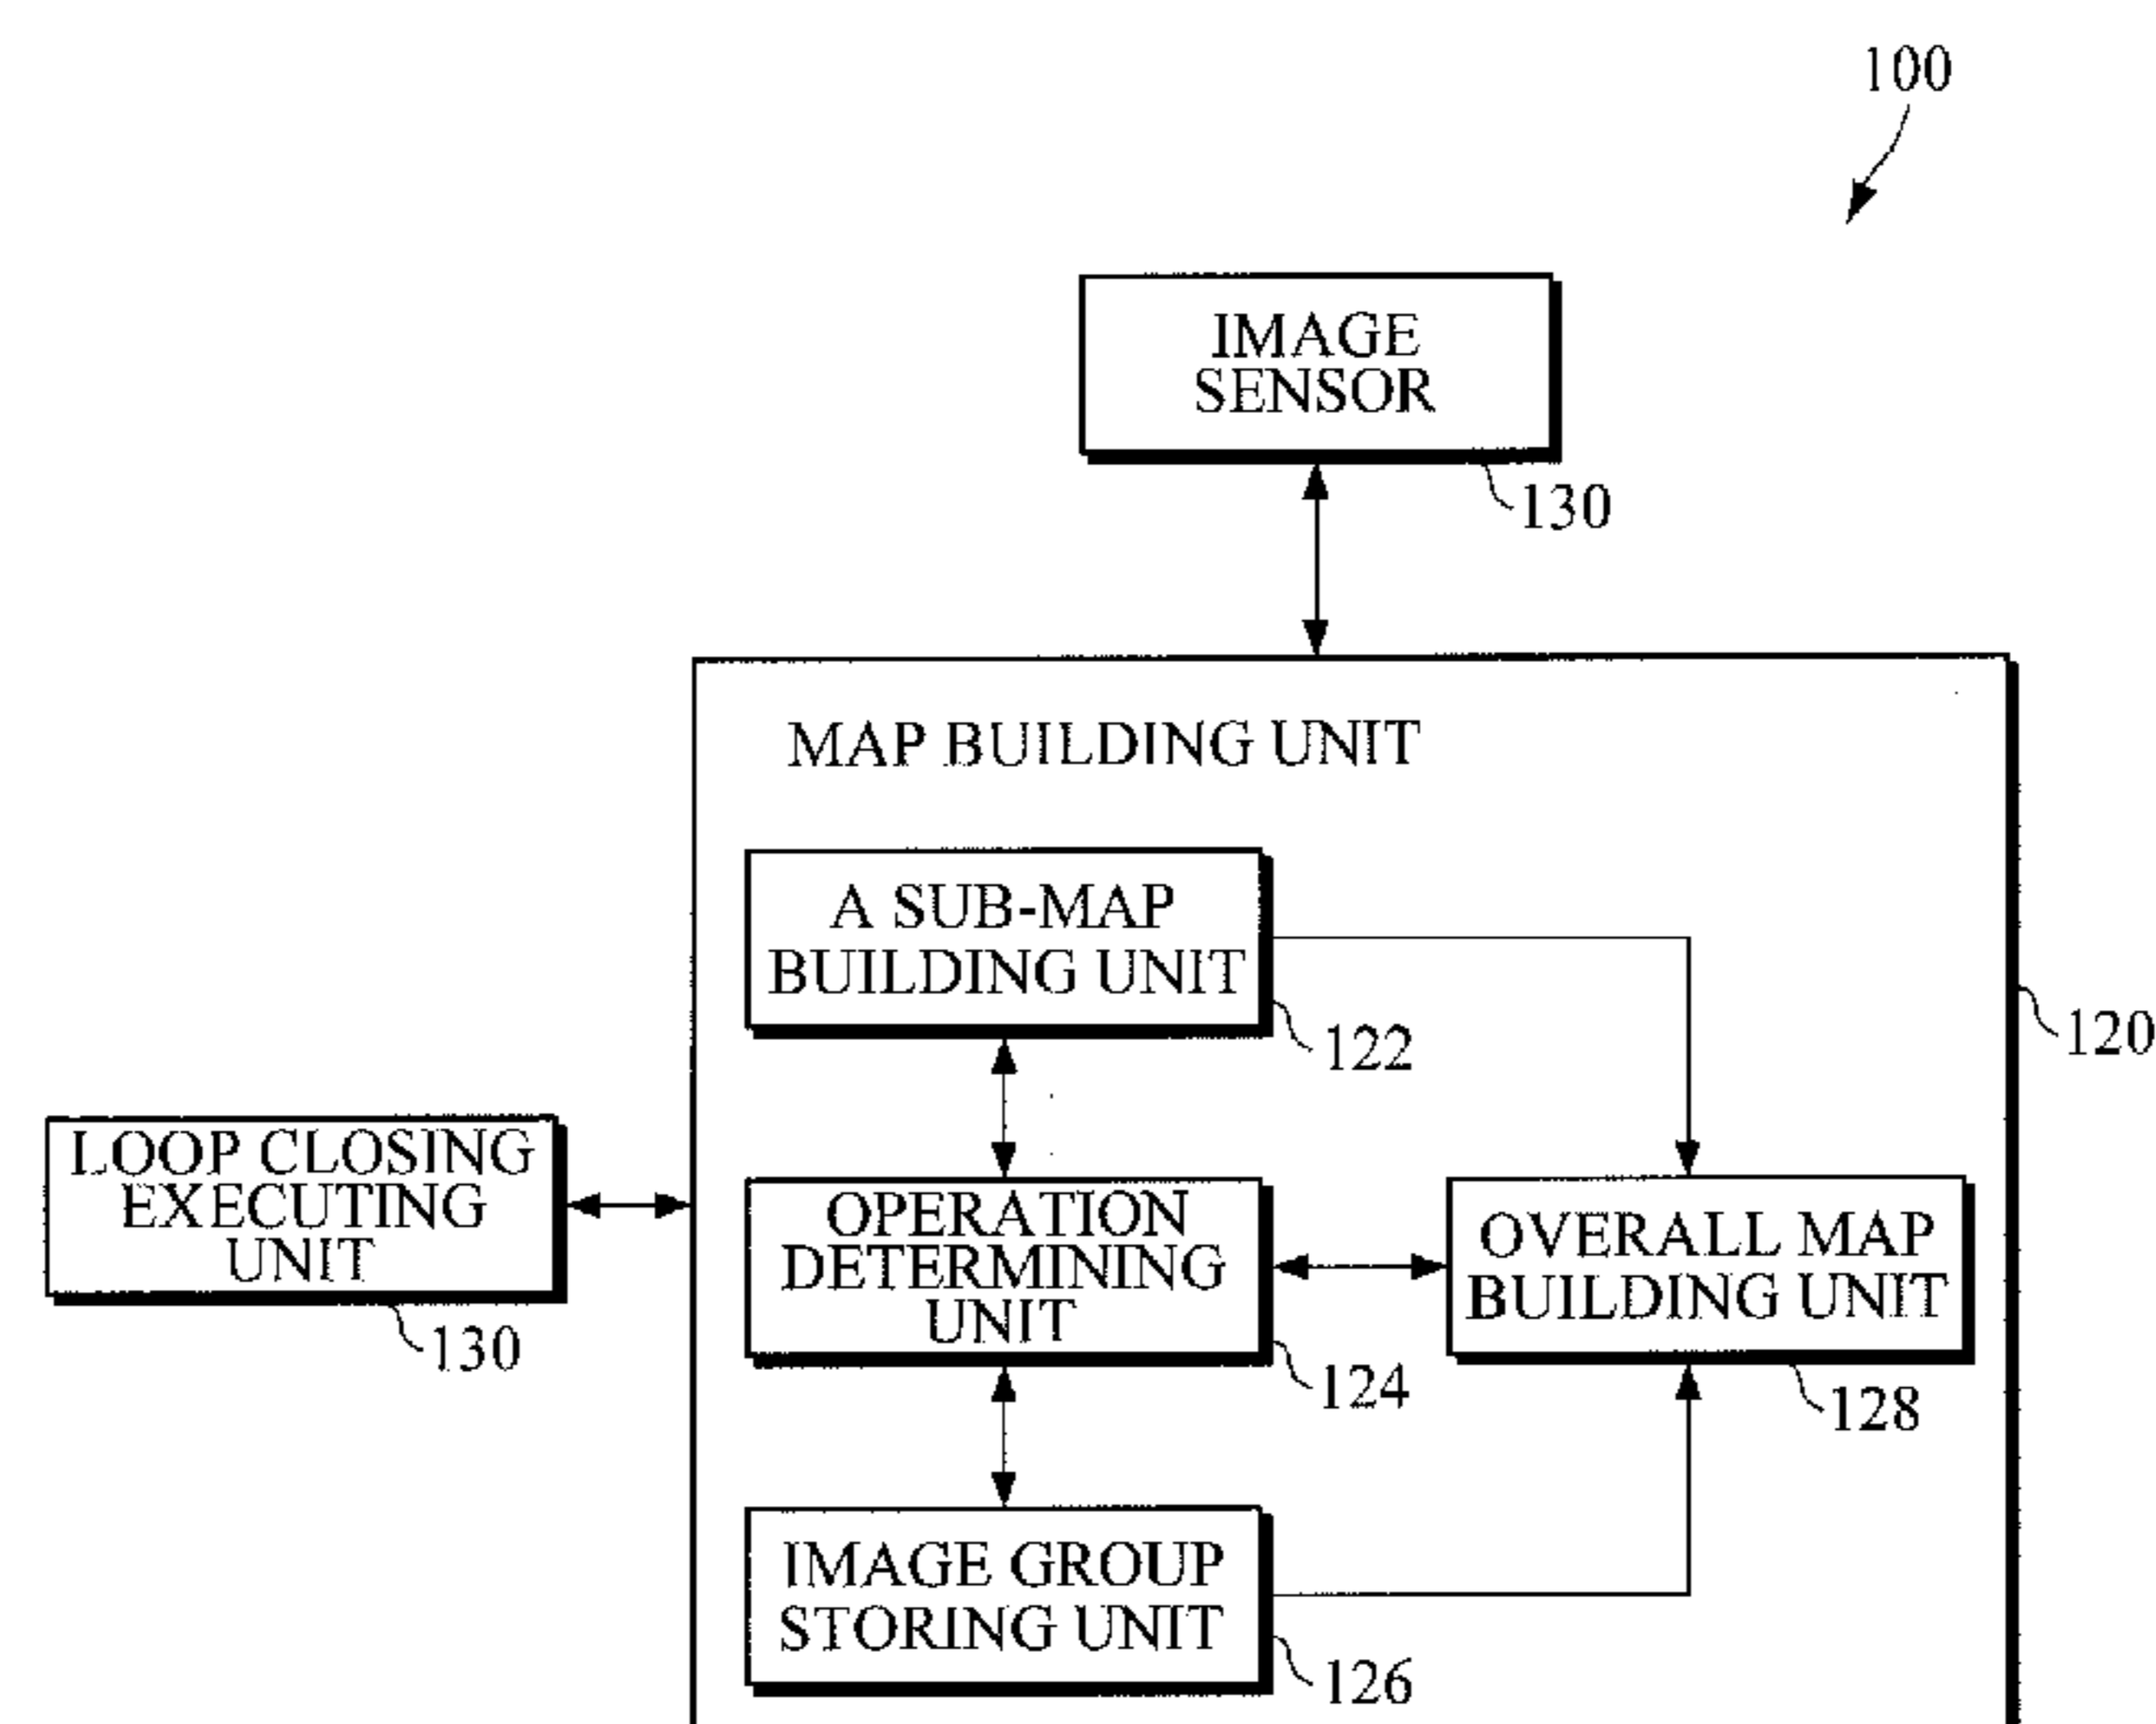 100
IMAGE
SENSOR
130
MAP BUILDING UNIT
A SUB-MAP
BUILDING UNIT
122
120
LOOP CLOSING
EXECUTING
UNIT
130
OPERATION
DETERMINING
UNIT
124
OVERALL MAP
BUILDING UNIT
128
IMAGE GROUP
STORING UNIT
126